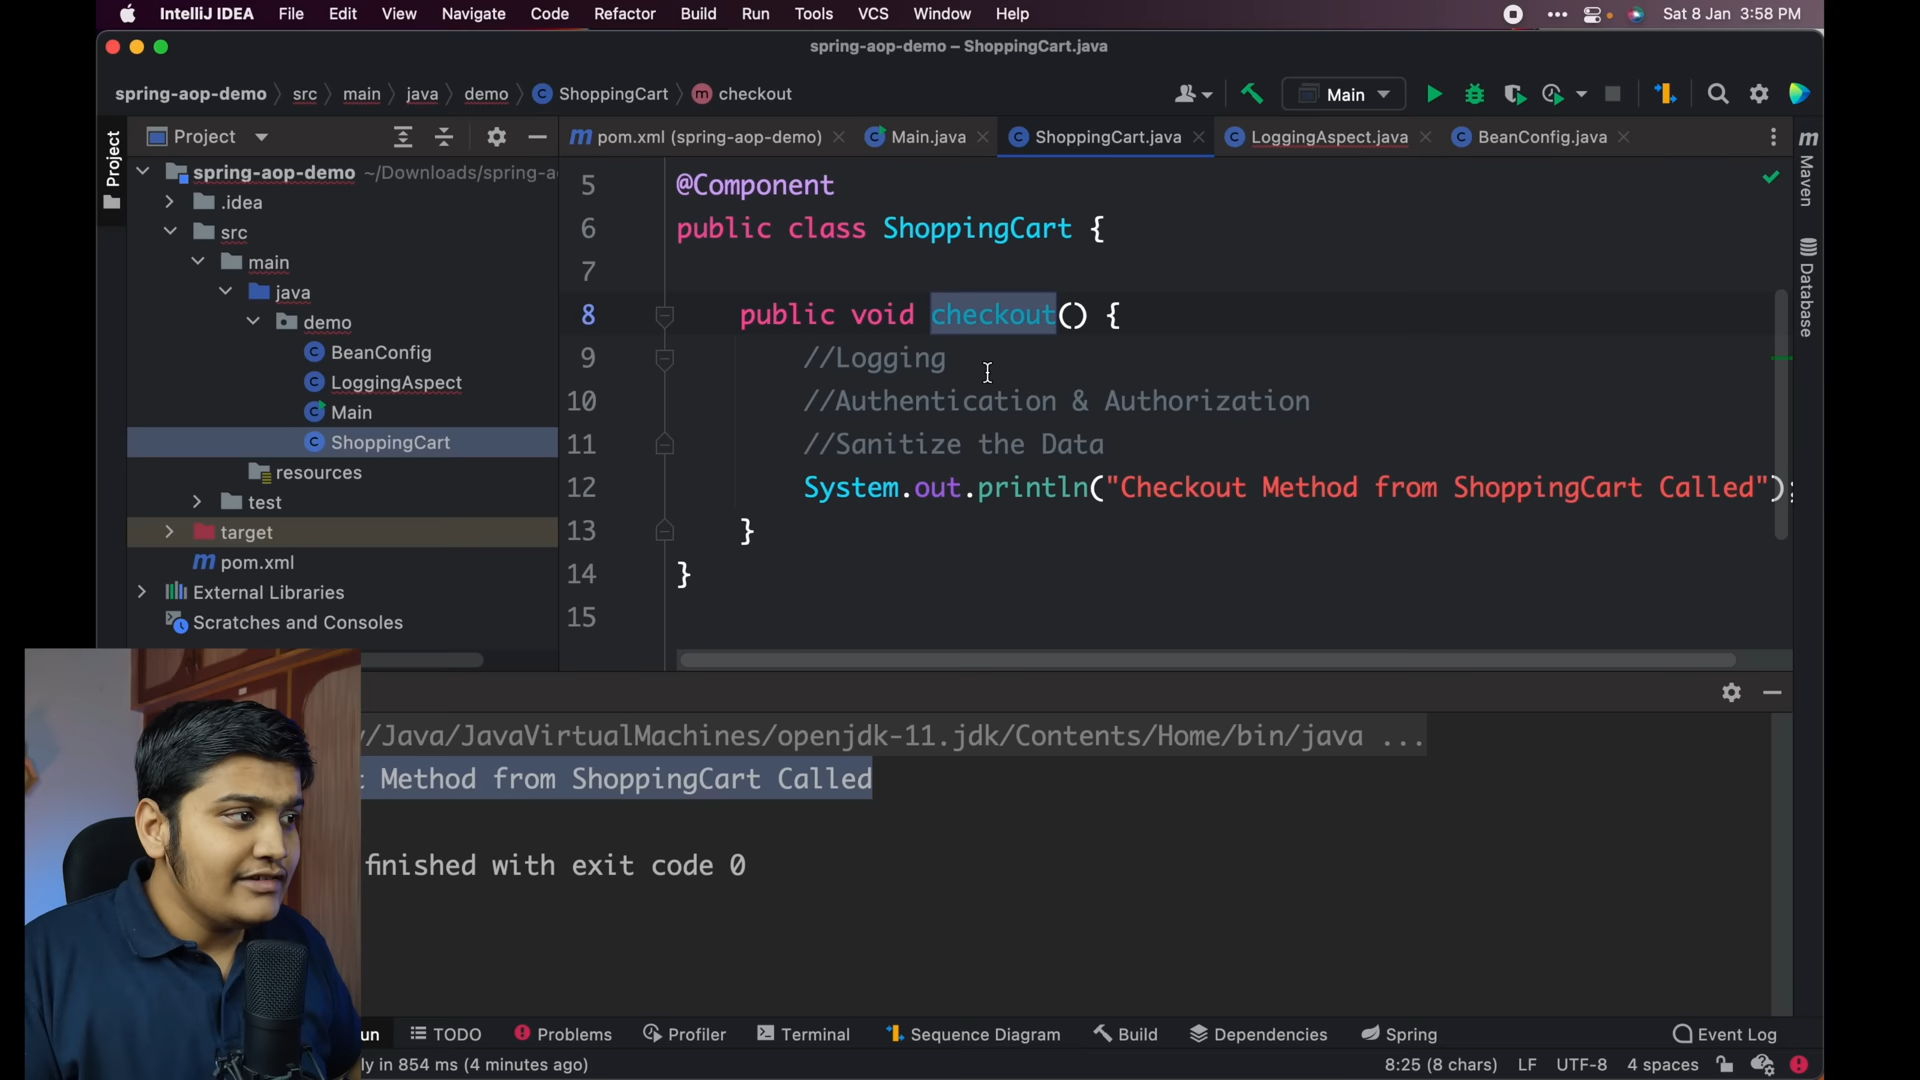 IntelliJ IDEA File Edit View Navigate Code Refactor Build Run Tools VCS Window Help Sat 8 Jan 3:58 PM
spring-aop-demo – ShoppingCart.java
spring-aop-demo src main java demo ShoppingCart checkout Main
Project pom.xml (spring-aop-demo) Main.java ShoppingCart.java LoggingAspect.java BeanConfig.java
Project
Maven
Database
spring-aop-demo ~/Downloads/spring-a
.idea
src
main
java
demo
BeanConfig
LoggingAspect
Main
ShoppingCart
resources
test
target
pom.xml
External Libraries
Scratches and Consoles
5 @Component
6 public class ShoppingCart {
7
8 public void checkout() {
9 //Logging
10 //Authentication & Authorization
11 //Sanitize the Data
12 System.out.println("Checkout Method from ShoppingCart Called");
13 }
14 }
15
/Java/JavaVirtualMachines/openjdk-11.jdk/Contents/Home/bin/java ...
t Method from ShoppingCart Called
finished with exit code 0
un TODO Problems Profiler Terminal Sequence Diagram Build Dependencies Spring Event Log
ly in 854 ms (4 minutes ago) 8:25 (8 chars) LF UTF-8 4 spaces